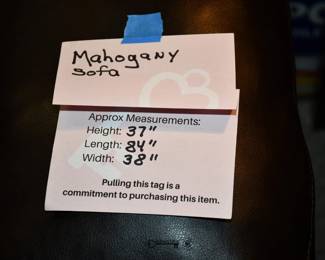 Mahogany
Sofa
Approx Measurements:
Height: 37"
Length: 84"
Width: 38"
Pulling this tag is a
commitment to purchasing this item.